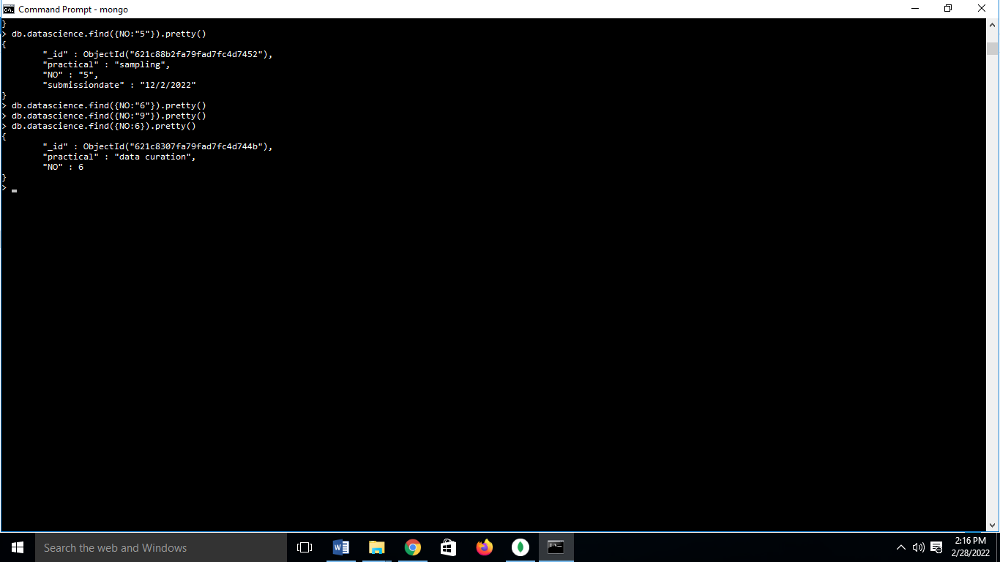 Command Prompt - mongo
}
> db.datascience.find({NO:"5"}).pretty()
{
        "_id" : ObjectId("621c88b2fa79fad7fc4d7452"),
        "practical" : "sampling",
        "NO" : "5",
        "submissiondate" : "12/2/2022"
}
> db.datascience.find({NO:"6"}).pretty()
> db.datascience.find({NO:"9"}).pretty()
> db.datascience.find({NO:6}).pretty()
{
        "_id" : ObjectId("621c8307fa79fad7fc4d744b"),
        "practical" : "data curation",
        "NO" : 6
}
>
Search the web and Windows
2:16 PM
2/28/2022